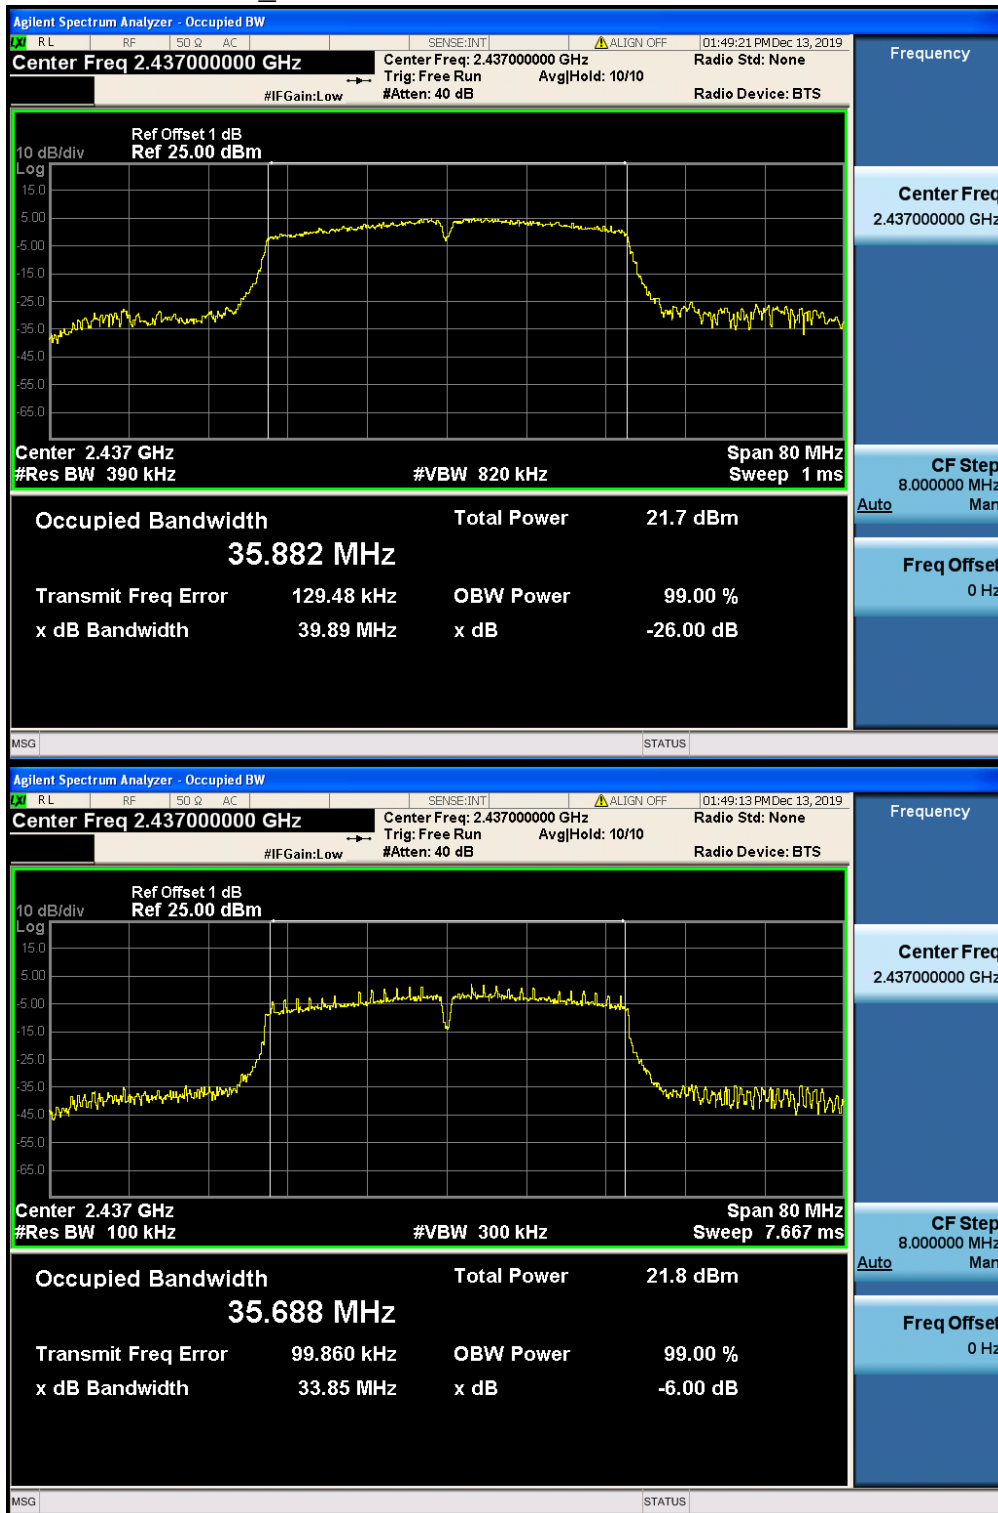 Agilent Spectrum Analyzer - Occupied BW
LXI RL RF 50 Ω AC SENSE:INT ALIGN OFF 01:49:21 PM Dec 13, 2019
Center Freq 2.437000000 GHz
Center Freq: 2.437000000 GHz
Radio Std: None
Trig: Free Run Avg|Hold: 10/10
#IFGain:Low #Atten: 40 dB Radio Device: BTS
Frequency
Ref Offset 1 dB
10 dB/div Ref 25.00 dBm
Log
15.0
5.00
-5.00
-15.0
-25.0
-35.0
-45.0
-55.0
-65.0
Center Freq
2.437000000 GHz
Center 2.437 GHz Span 80 MHz
#Res BW 390 kHz #VBW 820 kHz Sweep 1 ms
CF Step
8.000000 MHz
Auto Man
Occupied Bandwidth Total Power 21.7 dBm
35.882 MHz
Transmit Freq Error 129.48 kHz OBW Power 99.00 %
x dB Bandwidth 39.89 MHz x dB -26.00 dB
Freq Offset
0 Hz
MSG STATUS
Agilent Spectrum Analyzer - Occupied BW
LXI RL RF 50 Ω AC SENSE:INT ALIGN OFF 01:49:13 PM Dec 13, 2019
Center Freq 2.437000000 GHz
Center Freq: 2.437000000 GHz
Radio Std: None
Trig: Free Run Avg|Hold: 10/10
#IFGain:Low #Atten: 40 dB Radio Device: BTS
Frequency
Ref Offset 1 dB
10 dB/div Ref 25.00 dBm
Log
15.0
5.00
-5.00
-15.0
-25.0
-35.0
-45.0
-55.0
-65.0
Center Freq
2.437000000 GHz
Center 2.437 GHz Span 80 MHz
#Res BW 100 kHz #VBW 300 kHz Sweep 7.667 ms
CF Step
8.000000 MHz
Auto Man
Occupied Bandwidth Total Power 21.8 dBm
35.688 MHz
Transmit Freq Error 99.860 kHz OBW Power 99.00 %
x dB Bandwidth 33.85 MHz x dB -6.00 dB
Freq Offset
0 Hz
MSG STATUS